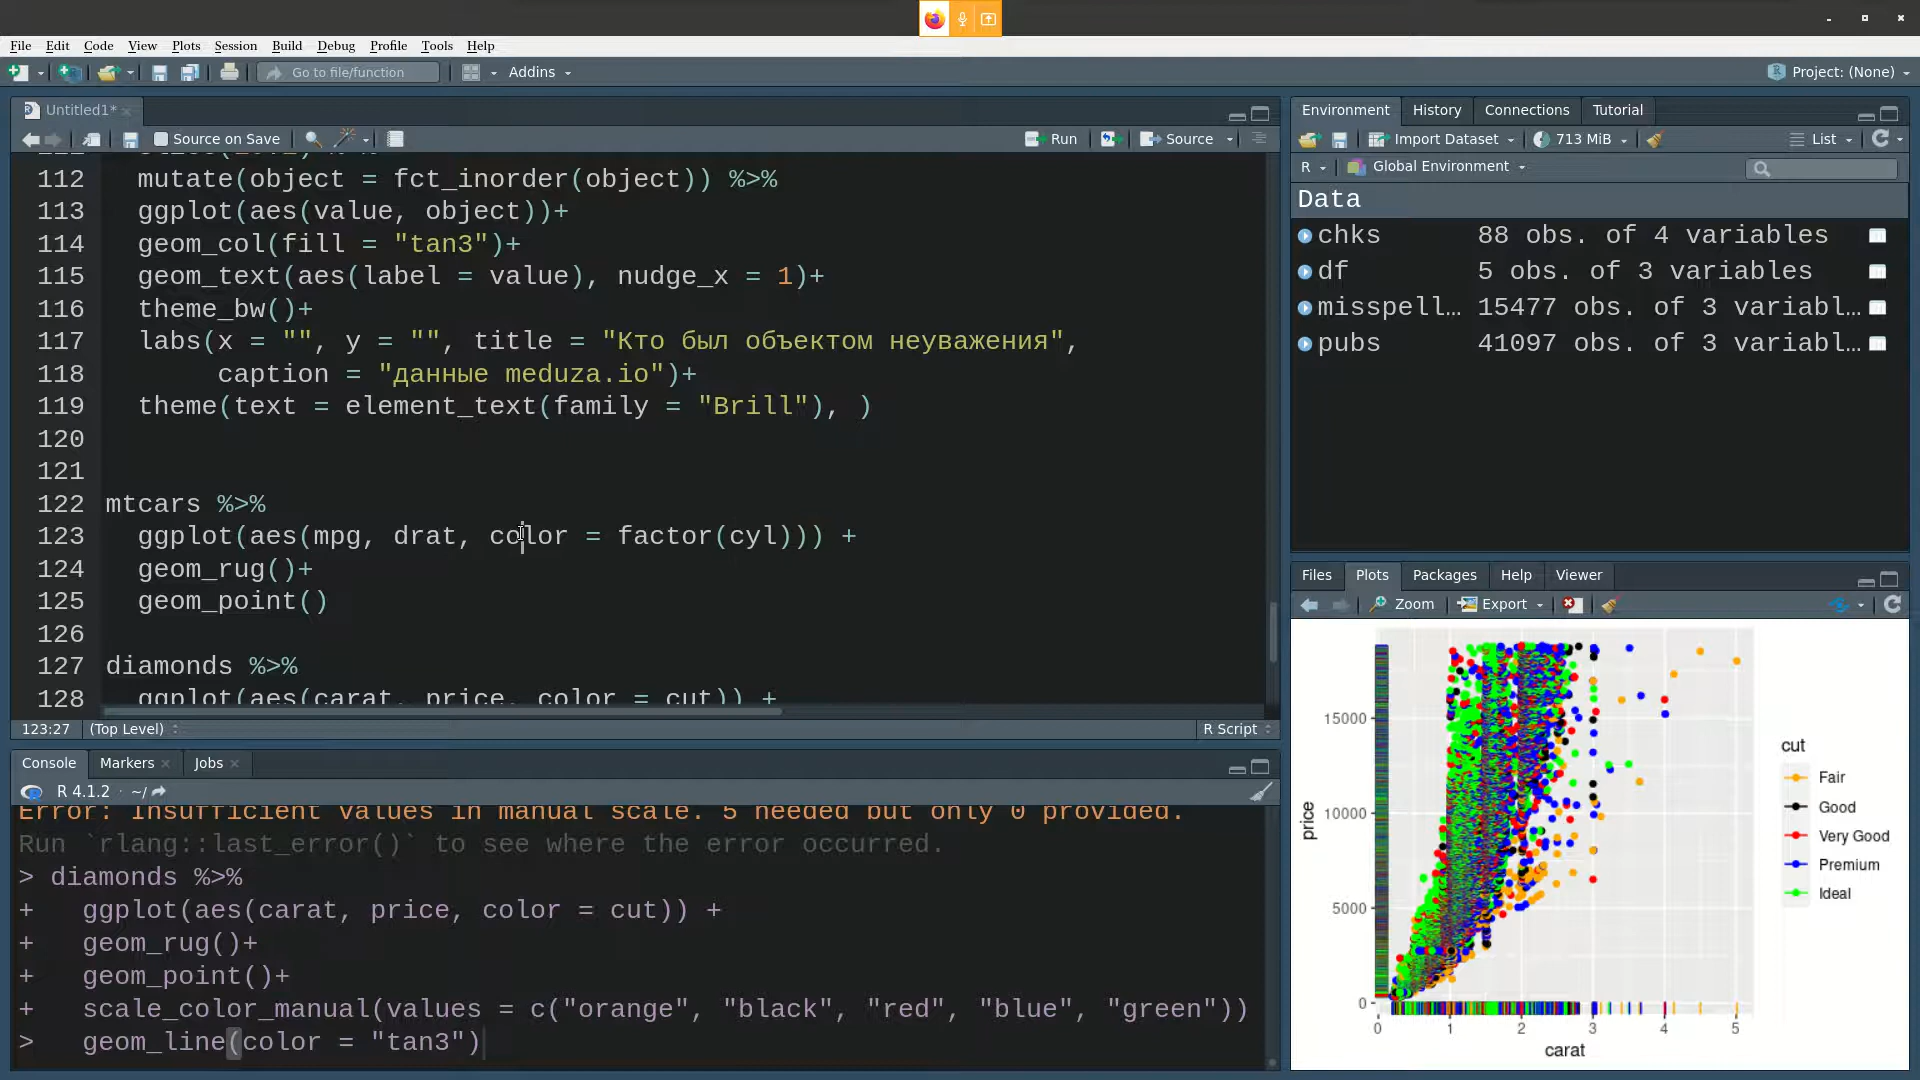 File Edit Code View Plots Session Build Debug Profile Tools Help
Go to file/function Addins Project: (None)
Untitled1*
Source on Save Run Source
112 mutate(object = fct_inorder(object)) %>%
113 ggplot(aes(value, object))+
114 geom_col(fill = "tan3")+
115 geom_text(aes(label = value), nudge_x = 1)+
116 theme_bw()+
117 labs(x = "", y = "", title = "Кто был объектом неуважения",
118 caption = "данные meduza.io")+
119 theme(text = element_text(family = "Brill"), )
120
121
122 mtcars %>%
123 ggplot(aes(mpg, drat, color = factor(cyl))) +
124 geom_rug()+
125 geom_point()
126
127 diamonds %>%
128 ggplot(aes(carat, price, color = cut)) +
123:27 (Top Level) R Script
Console Markers Jobs
R 4.1.2 · ~/
Error: Insufficient values in manual scale. 5 needed but only 0 provided.
Run `rlang::last_error()` to see where the error occurred.
> diamonds %>%
+ ggplot(aes(carat, price, color = cut)) +
+ geom_rug()+
+ geom_point()+
+ scale_color_manual(values = c("orange", "black", "red", "blue", "green"))
> geom_line(color = "tan3")
Environment History Connections Tutorial
Import Dataset 713 MiB List
R Global Environment
Data
chks 88 obs. of 4 variables
df 5 obs. of 3 variables
misspell… 15477 obs. of 3 variabl…
pubs 41097 obs. of 3 variabl…
Files Plots Packages Help Viewer
Zoom Export
15000
10000
5000
0
price
0 1 2 3 4 5
carat
cut
Fair
Good
Very Good
Premium
Ideal